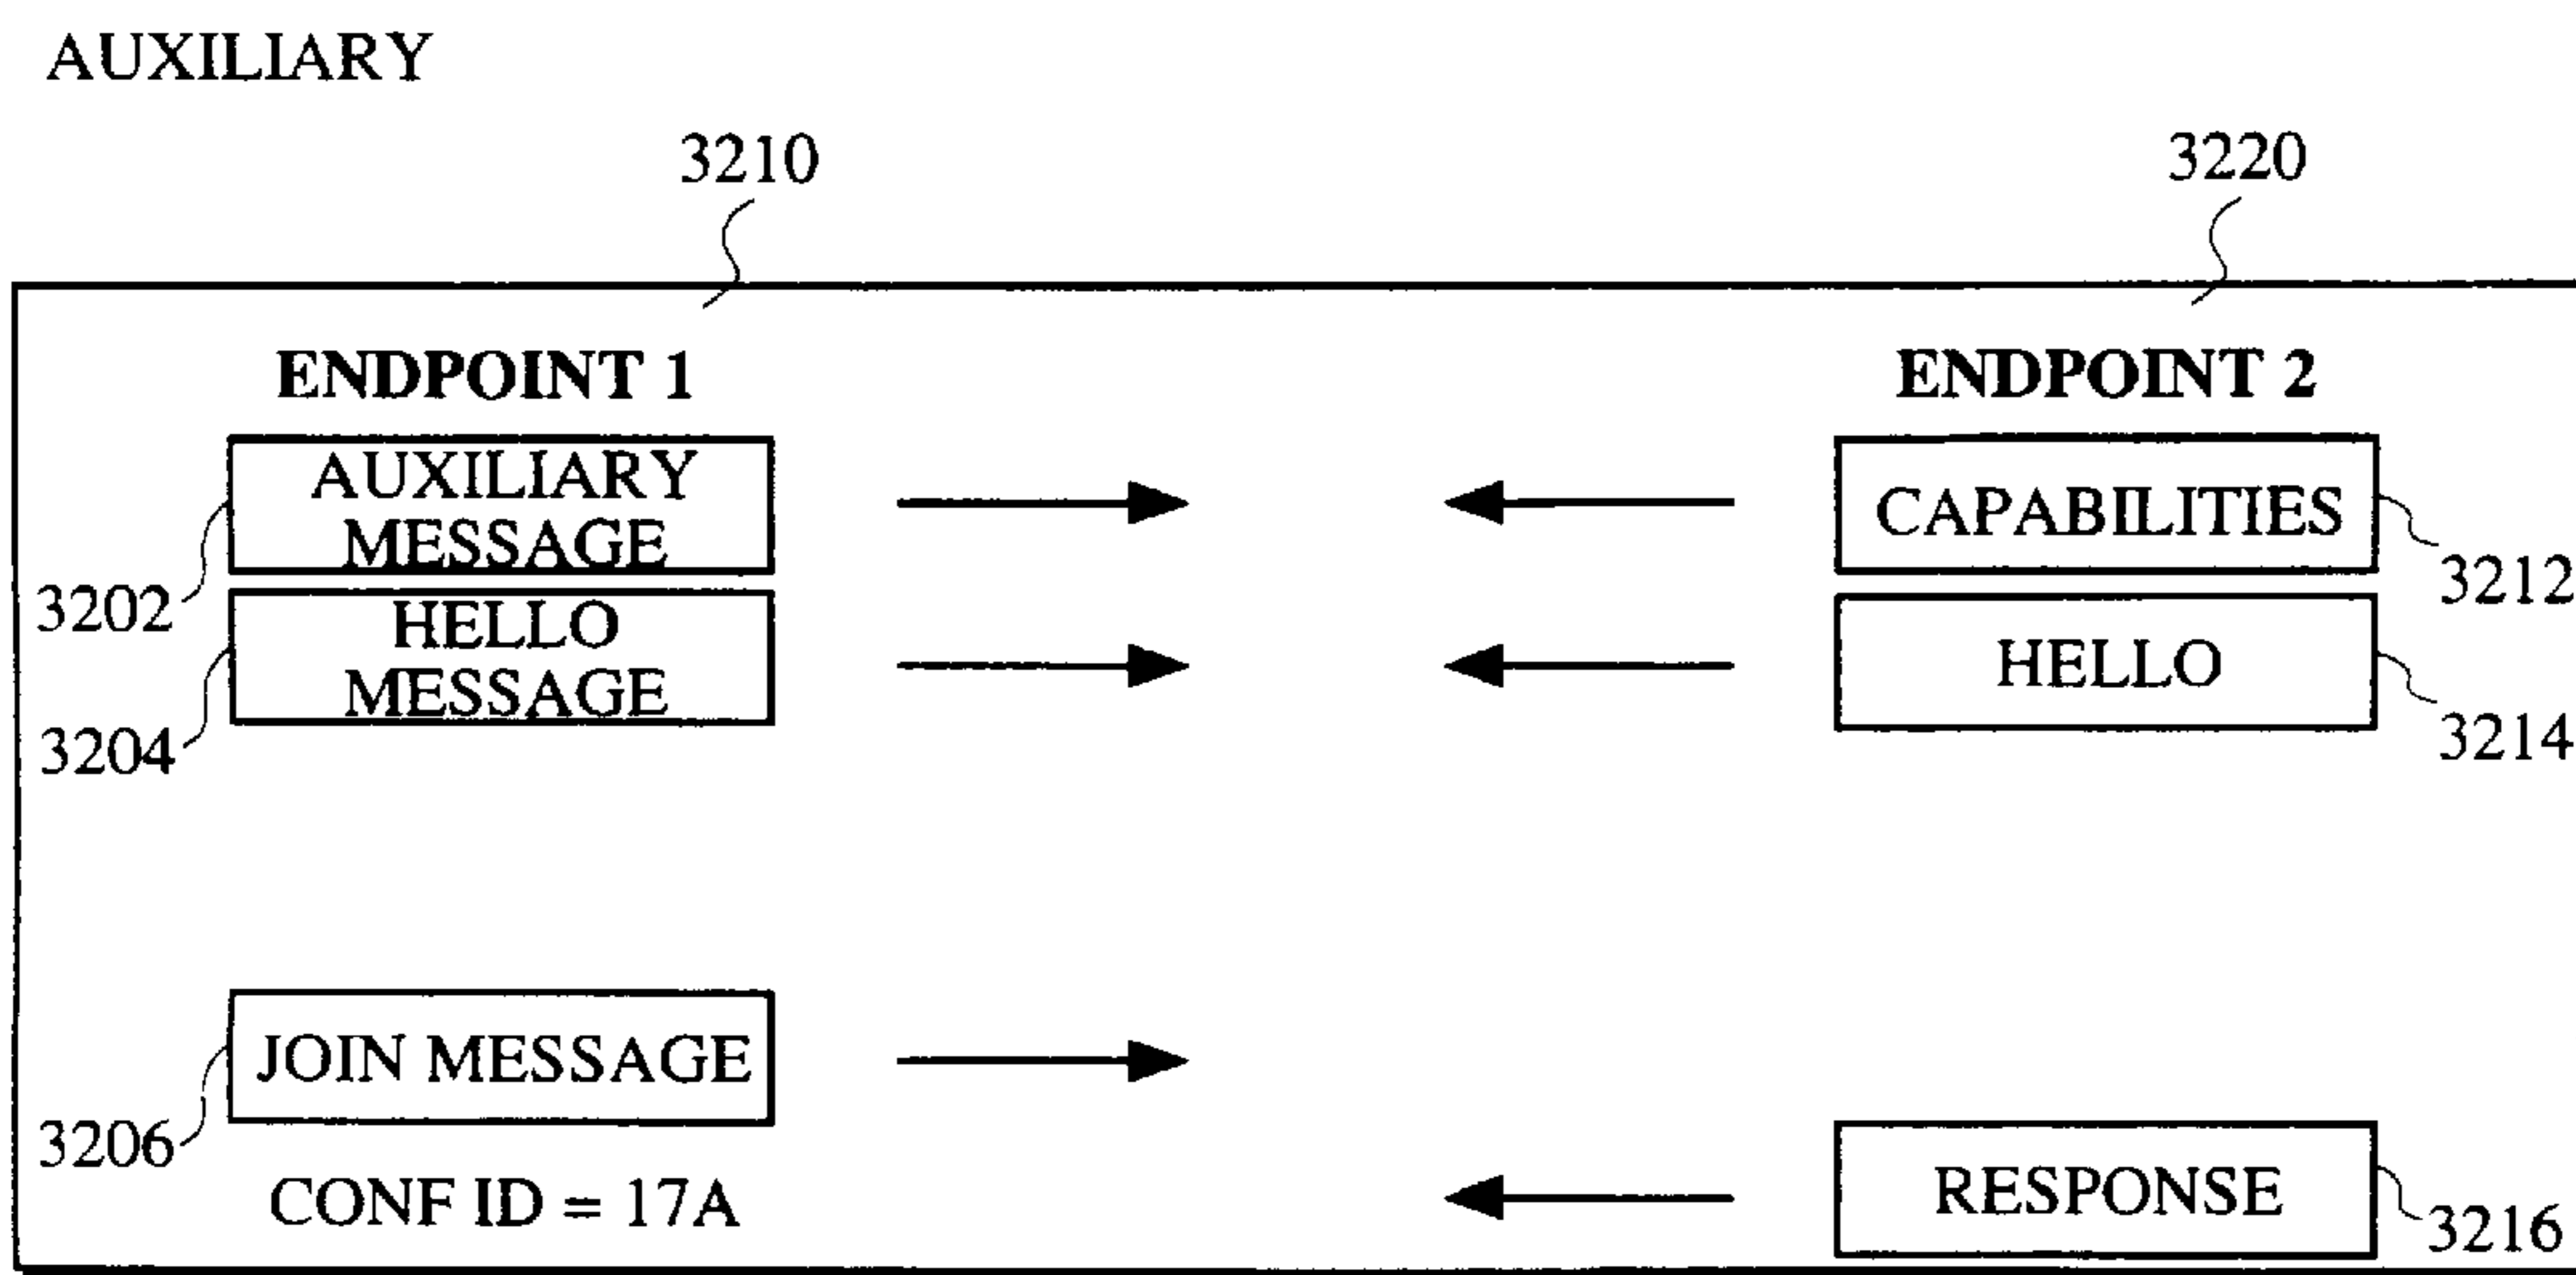 AUXILIARY
3210
3220
ENDPOINT 1
ENDPOINT 2
AUXILIARY
MESSAGE
CAPABILITIES
3202
3212
HELLO
MESSAGE
HELLO
3204
3214
JOIN MESSAGE
3206
CONF ID = 17A
RESPONSE
3216